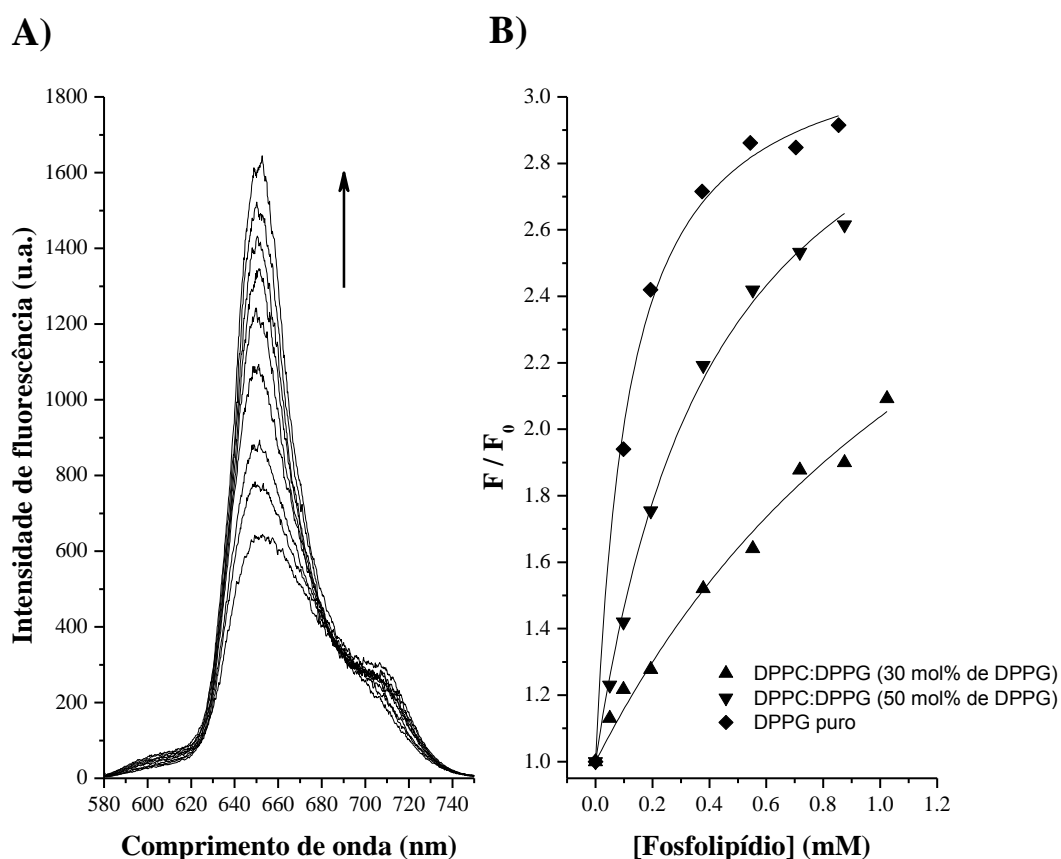 A)
B)
1800
1600
1400
1200
1000
800
600
400
200
0
580 600 620 640 660 680 700 720 740
Intensidade de fluorescência (u.a.)
Comprimento de onda (nm)
3.0
2.8
2.6
2.4
2.2
2.0
1.8
1.6
1.4
1.2
1.0
0.0 0.2 0.4 0.6 0.8 1.0 1.2
F / F0
[Fosfolipídio] (mM)
DPPC:DPPG (30 mol% de DPPG)
DPPC:DPPG (50 mol% de DPPG)
DPPG puro